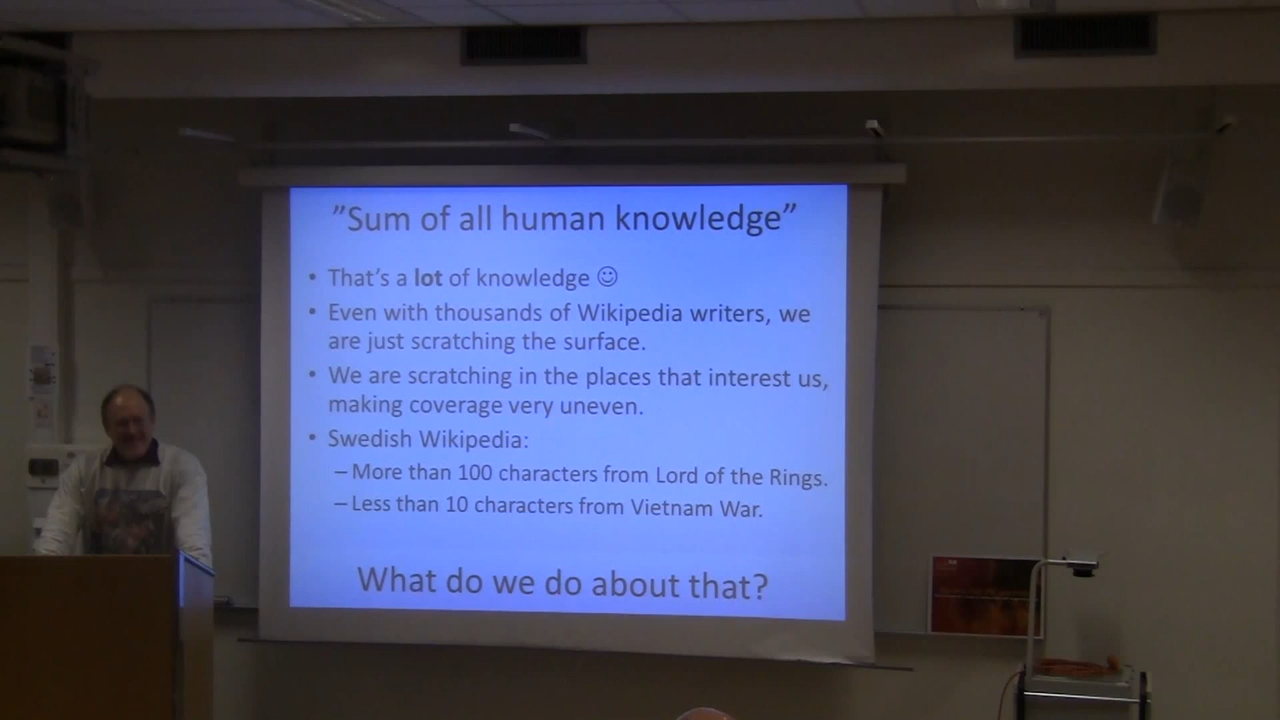 ”Sum of all human knowledge”
• That’s a lot of knowledge ☺
• Even with thousands of Wikipedia writers, we
are just scratching the surface.
• We are scratching in the places that interest us,
making coverage very uneven.
• Swedish Wikipedia:
– More than 100 characters from Lord of the Rings.
– Less than 10 characters from Vietnam War.
What do we do about that?